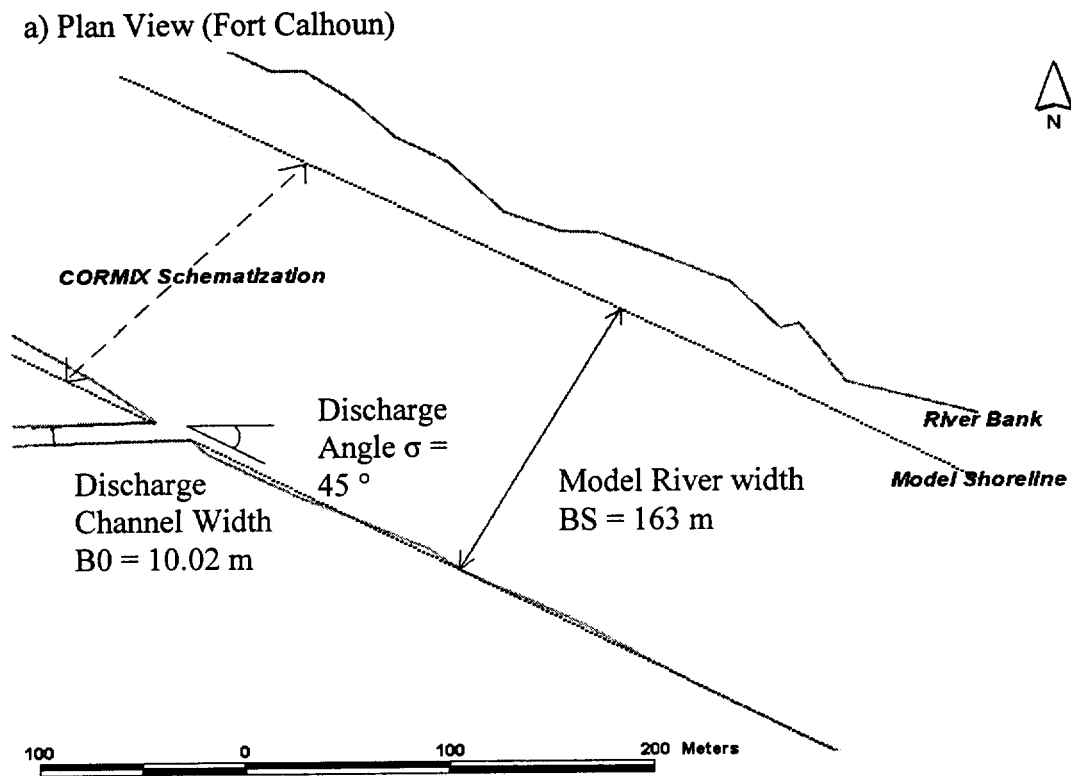 a) Plan View (Fort Calhoun)
N
CORMIX Schematization
Discharge
Angle σ =
45 °
River Bank
Model Shoreline
Discharge
Channel Width
B0 = 10.02 m
Model River width
BS = 163 m
100 0 100 200 Meters